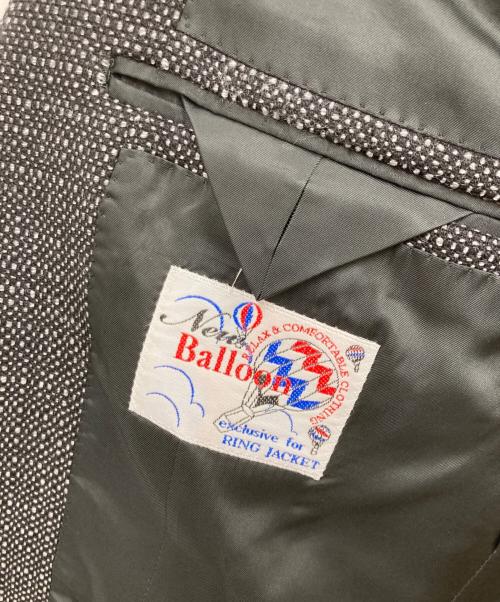 New
Balloon
RELAX & COMFORTABLE CLOTHING
exclusive for
RING JACKET